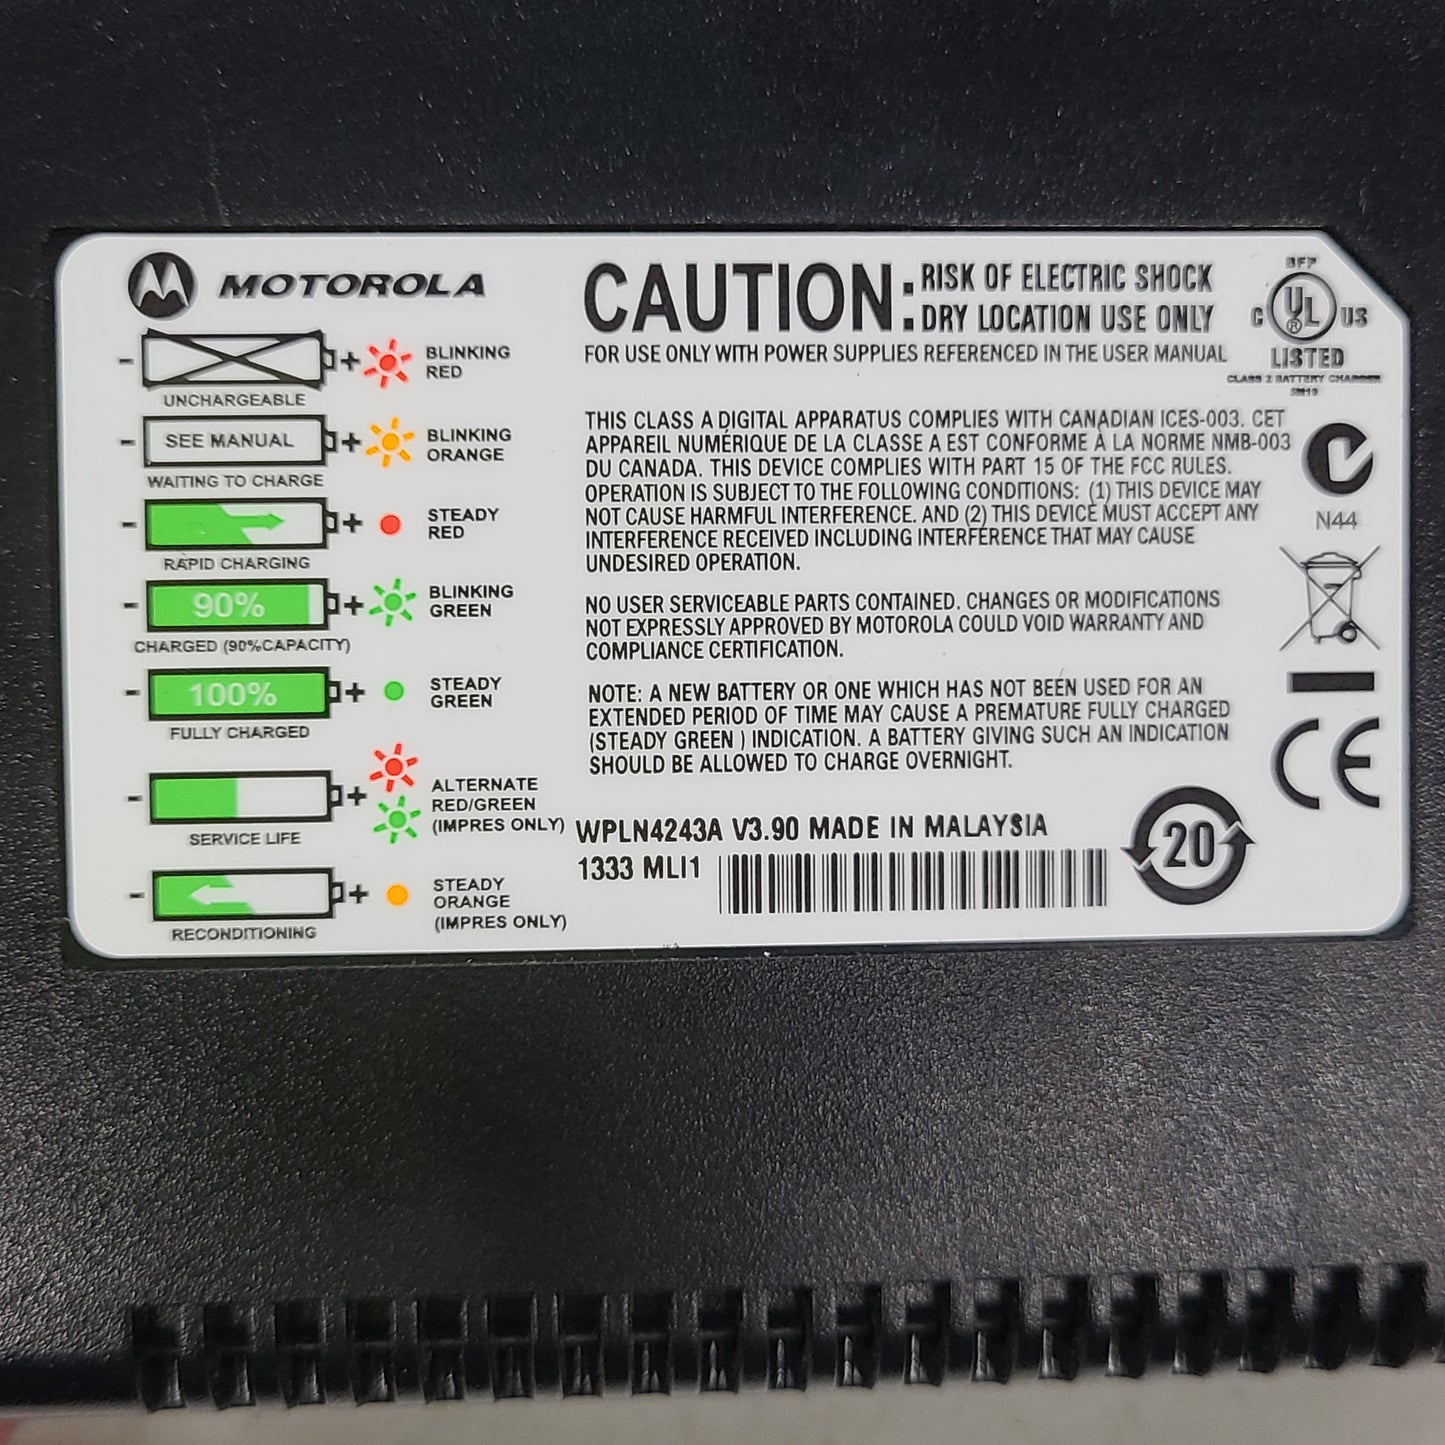 MOTOROLA
- + BLINKING
RED
UNCHARGEABLE
- SEE MANUAL + BLINKING
ORANGE
WAITING TO CHARGE
- + STEADY
RED
RAPID CHARGING
- 90% + BLINKING
GREEN
CHARGED (90%CAPACITY)
- 100% + STEADY
GREEN
FULLY CHARGED
- + ALTERNATE
RED/GREEN
(IMPRES ONLY)
SERVICE LIFE
- + STEADY
ORANGE
(IMPRES ONLY)
RECONDITIONING
CAUTION: RISK OF ELECTRIC SHOCK
DRY LOCATION USE ONLY
FOR USE ONLY WITH POWER SUPPLIES REFERENCED IN THE USER MANUAL
THIS CLASS A DIGITAL APPARATUS COMPLIES WITH CANADIAN ICES-003. CET
APPAREIL NUMÉRIQUE DE LA CLASSE A EST CONFORME À LA NORME NMB-003
DU CANADA. THIS DEVICE COMPLIES WITH PART 15 OF THE FCC RULES.
OPERATION IS SUBJECT TO THE FOLLOWING CONDITIONS: (1) THIS DEVICE MAY
NOT CAUSE HARMFUL INTERFERENCE. AND (2) THIS DEVICE MUST ACCEPT ANY
INTERFERENCE RECEIVED INCLUDING INTERFERENCE THAT MAY CAUSE
UNDESIRED OPERATION.
NO USER SERVICEABLE PARTS CONTAINED. CHANGES OR MODIFICATIONS
NOT EXPRESSLY APPROVED BY MOTOROLA COULD VOID WARRANTY AND
COMPLIANCE CERTIFICATION.
NOTE: A NEW BATTERY OR ONE WHICH HAS NOT BEEN USED FOR AN
EXTENDED PERIOD OF TIME MAY CAUSE A PREMATURE FULLY CHARGED
(STEADY GREEN ) INDICATION. A BATTERY GIVING SUCH AN INDICATION
SHOULD BE ALLOWED TO CHARGE OVERNIGHT.
WPLN4243A V3.90 MADE IN MALAYSIA
1333 MLI1
C UL ® US
LISTED
CLASS 2 BATTERY CHARGER
N44
CE
20